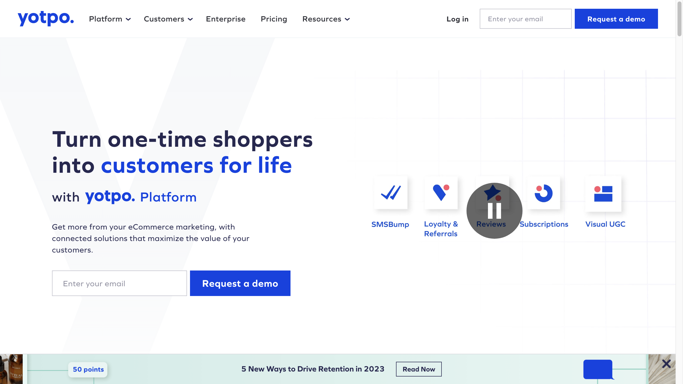 yotpo.
Platform Customers Enterprise Pricing Resources
Log in
Enter your email
Request a demo
Turn one-time shoppers
into customers for life
with yotpo. Platform
Get more from your eCommerce marketing, with
connected solutions that maximize the value of your
customers.
Enter your email
Request a demo
SMSBump
Loyalty &
Referrals
Reviews
Subscriptions
Visual UGC
50 points
5 New Ways to Drive Retention in 2023
Read Now